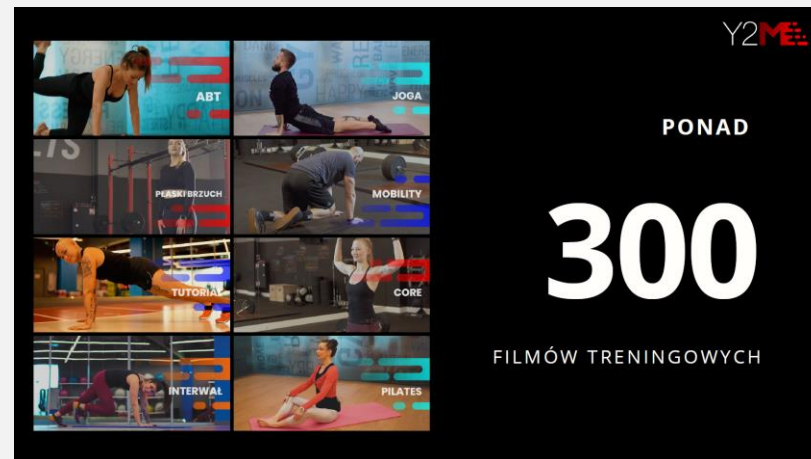 Y2ME
ABT
JOGA
PONAD
PŁASKI BRZUCH
MOBILITY
300
TUTORIAL
CORE
FILMÓW TRENINGOWYCH
INTERWAŁ
PILATES